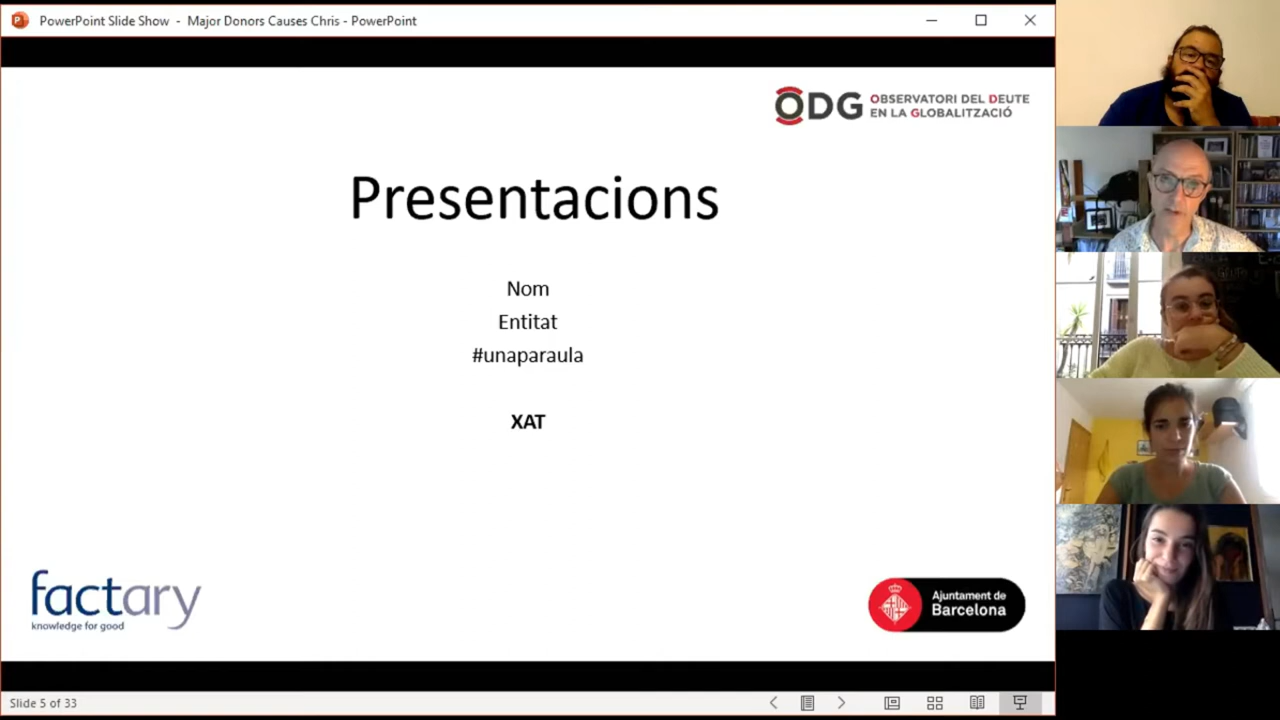 PowerPoint Slide Show - Major Donors Causes Chris - PowerPoint
ODG OBSERVATORI DEL DEUTE
EN LA GLOBALITZACIÓ
Presentacions
Nom
Entitat
#unaparaula
XAT
factary
knowledge for good
Ajuntament de
Barcelona
Slide 5 of 33